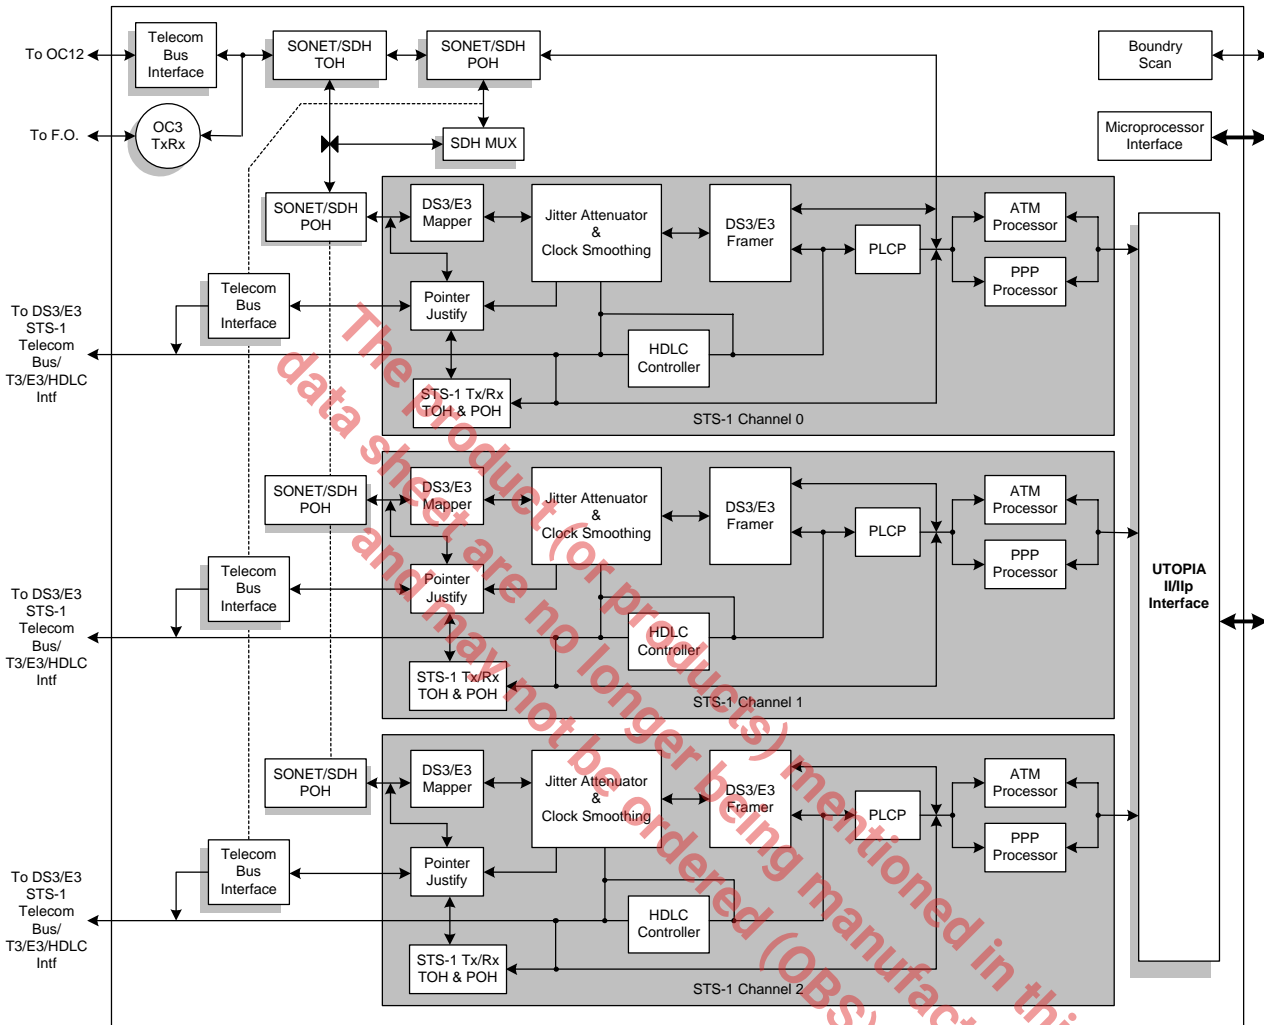 To OC12
Telecom
Bus
Interface
SONET/SDH
TOH
SONET/SDH
POH
Boundry
Scan
To F.O.
OC3
TxRx
SDH MUX
Microprocessor
Interface
SONET/SDH
POH
DS3/E3
Mapper
Jitter Attenuator
&
Clock Smoothing
DS3/E3
Framer
PLCP
ATM
Processor
PPP
Processor
Telecom
Bus
Interface
Pointer
Justify
To DS3/E3
STS-1
Telecom
Bus/
T3/E3/HDLC
Intf
HDLC
Controller
STS-1 Tx/Rx
TOH & POH
STS-1 Channel 0
SONET/SDH
POH
DS3/E3
Mapper
Jitter Attenuator
&
Clock Smoothing
DS3/E3
Framer
PLCP
ATM
Processor
PPP
Processor
Telecom
Bus
Interface
Pointer
Justify
To DS3/E3
STS-1
Telecom
Bus/
T3/E3/HDLC
Intf
HDLC
Controller
STS-1 Tx/Rx
TOH & POH
STS-1 Channel 1
UTOPIA
II/IIp
Interface
SONET/SDH
POH
DS3/E3
Mapper
Jitter Attenuator
&
Clock Smoothing
DS3/E3
Framer
PLCP
ATM
Processor
PPP
Processor
Telecom
Bus
Interface
Pointer
Justify
To DS3/E3
STS-1
Telecom
Bus/
T3/E3/HDLC
Intf
HDLC
Controller
STS-1 Tx/Rx
TOH & POH
STS-1 Channel 2
The product (or products) mentioned in this
data sheet are no longer being manufact
and may not be ordered (OBS)